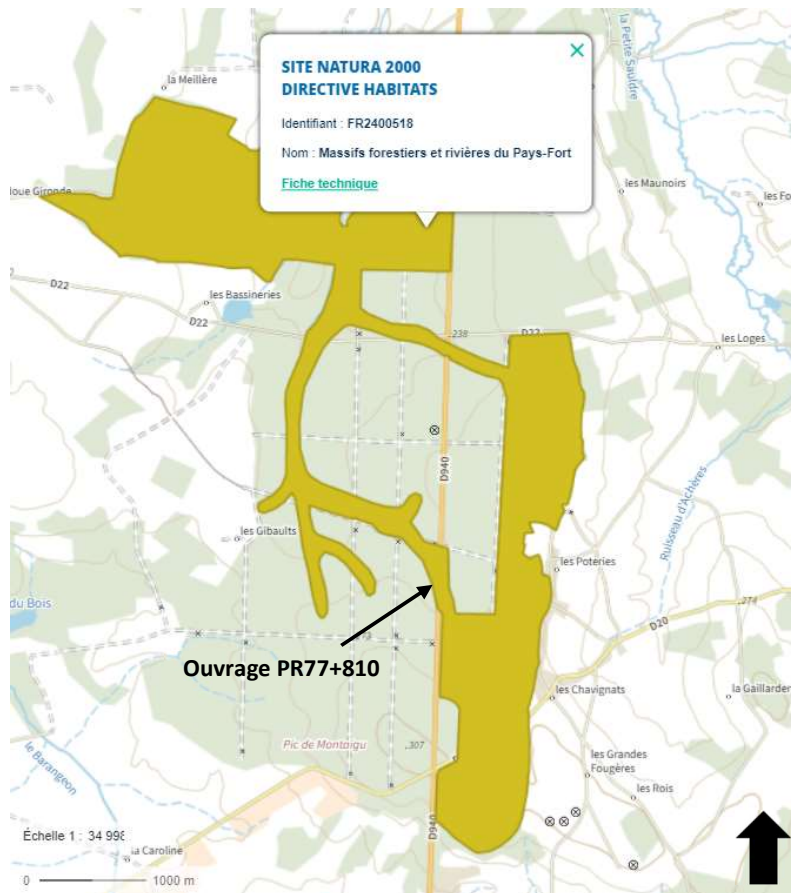 la Petite Sauldre
la Meillère
SITE NATURA 2000
DIRECTIVE HABITATS
Identifiant : FR2400518
Nom : Massifs forestiers et rivières du Pays-Fort
Fiche technique
les Maunoirs
les Fo
loue Gironde
D22
les Bassineries
D22
238
D22
les Loges
D940
Ruisseau d'Achères
les Gibaults
les Poteries
du Bois
274
D20
Ouvrage PR77+810
les Chavignats
la Gaillarder
Pic de Montaigu
307
le Barangeon
les Grandes
Fougères
les Rois
D940
Échelle 1 : 34 998
la Caroline
0
1000 m